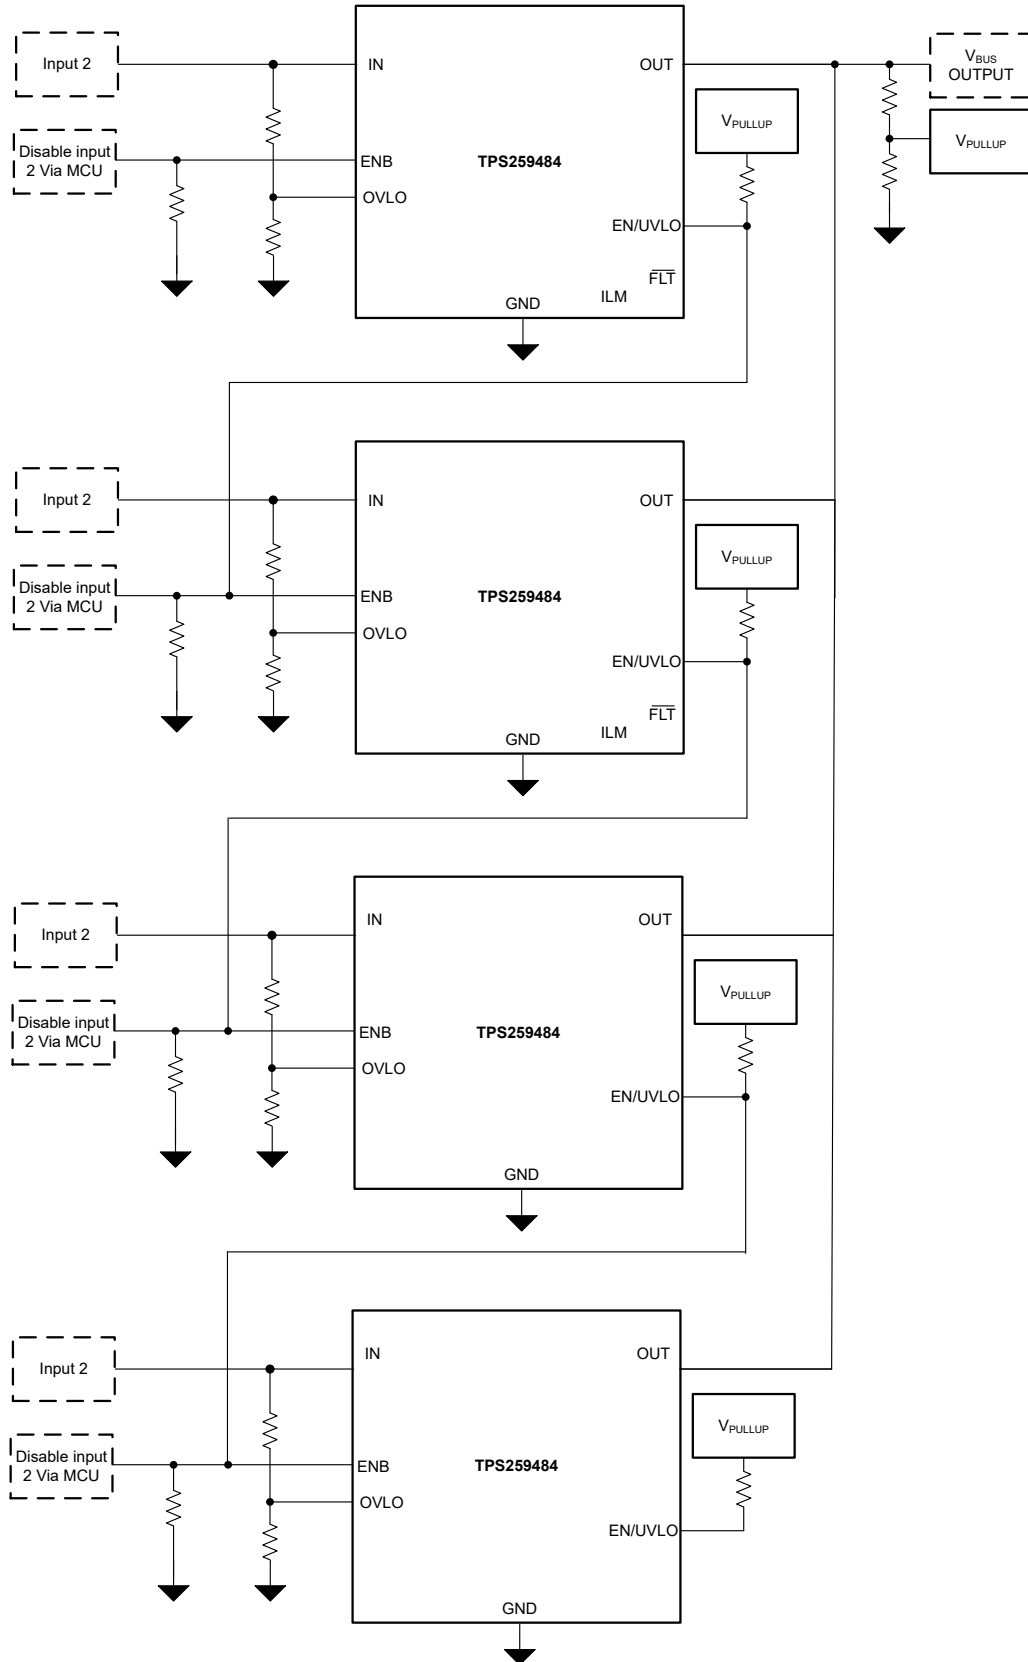 Input 2
IN
OUT
VBUS
OUTPUT
VPULLUP
VPULLUP
Disable input
2 Via MCU
ENB
TPS259484
OVLO
EN/UVLO
FLT
ILM
GND
Input 2
IN
OUT
VPULLUP
Disable input
2 Via MCU
ENB
TPS259484
OVLO
EN/UVLO
FLT
ILM
GND
Input 2
IN
OUT
VPULLUP
Disable input
2 Via MCU
ENB
TPS259484
OVLO
EN/UVLO
GND
Input 2
IN
OUT
VPULLUP
Disable input
2 Via MCU
ENB
TPS259484
OVLO
EN/UVLO
GND